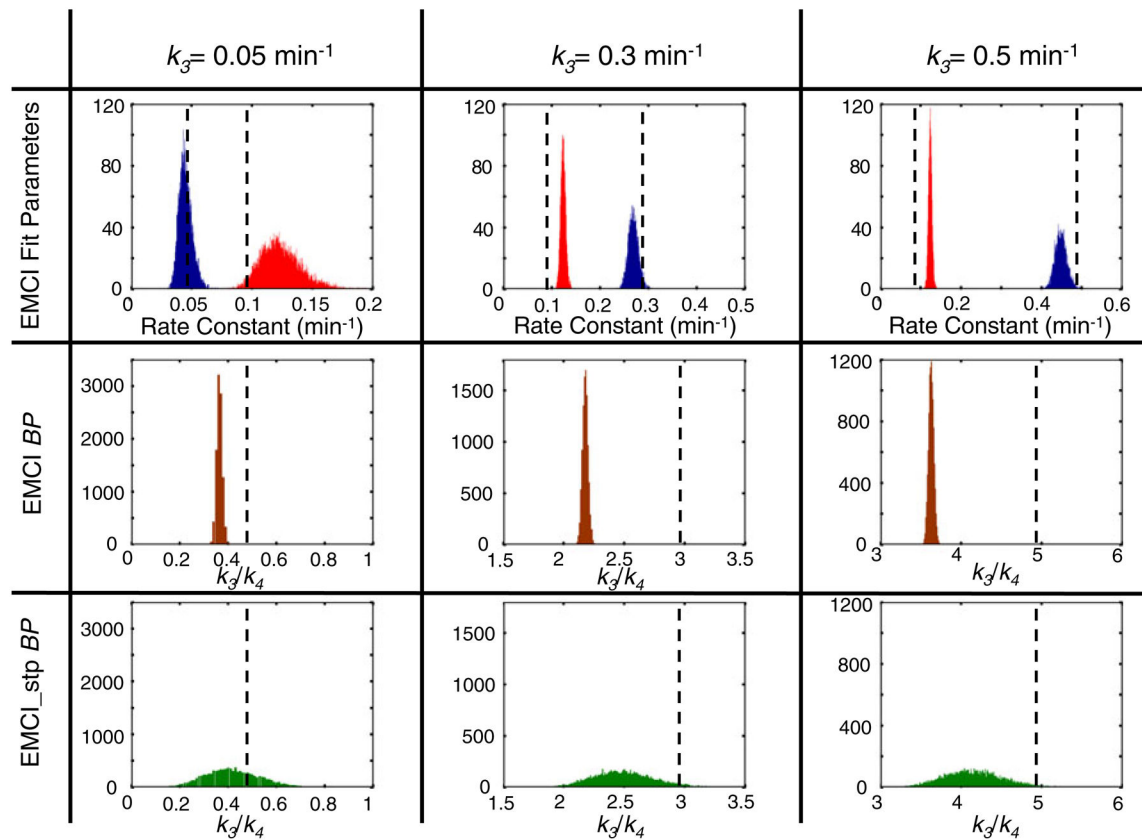 k3= 0.05 min-1
k3= 0.3 min-1
k3= 0.5 min-1
EMCI Fit Parameters
120
80
40
0
0 0.05 0.1 0.2
Rate Constant (min-1)
120
80
40
0
0 0.1 0.2 0.3 0.4 0.5
Rate Constant (min-1)
120
80
40
0
0 0.2 0.4 0.6
Rate Constant (min-1)
EMCI BP
3000
2000
1000
0
0 0.2 0.4 0.6 0.8 1
k3/k4
1500
1000
500
0
1.5 2 2.5 3 3.5
k3/k4
1200
800
400
0
3 4 5 6
k3/k4
EMCI_stp BP
3000
2000
1000
0
0 0.2 0.4 0.6 0.8 1
k3/k4
1500
1000
500
0
1.5 2 2.5 3 3.5
k3/k4
1200
800
400
0
3 4 5 6
k3/k4